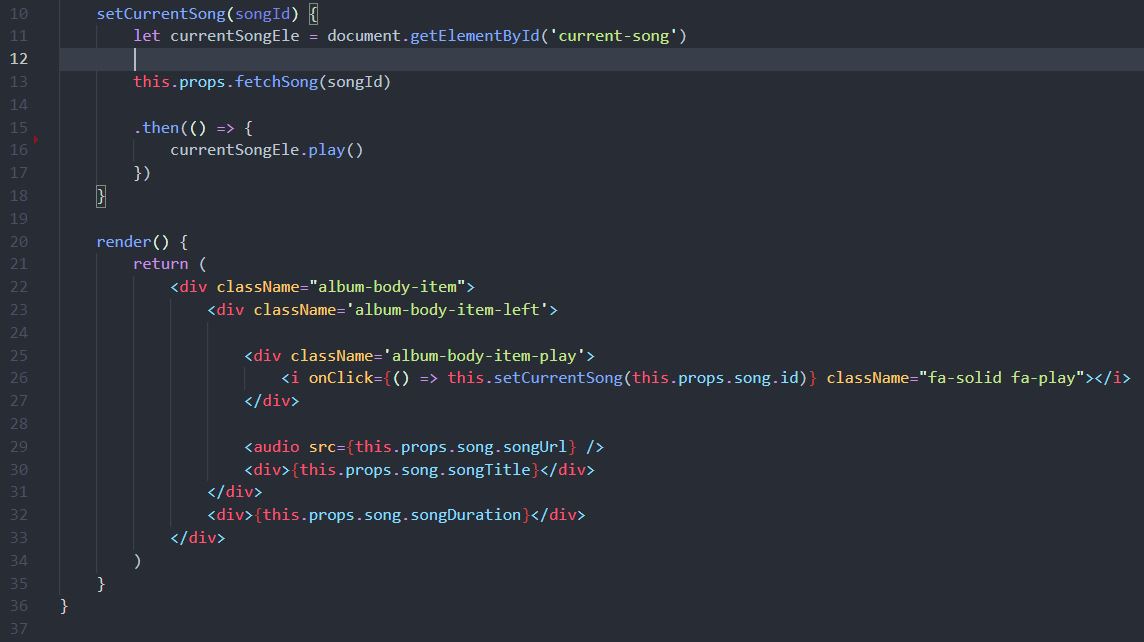 10 setCurrentSong(songId) {
11 let currentSongEle = document.getElementById('current-song')
12
13 this.props.fetchSong(songId)
14
15 .then(() => {
16 currentSongEle.play()
17 })
18 }
19
20 render() {
21 return (
22 <div className="album-body-item">
23 <div className='album-body-item-left'>
24
25 <div className='album-body-item-play'>
26 <i onClick={() => this.setCurrentSong(this.props.song.id)} className="fa-solid fa-play"></i>
27 </div>
28
29 <audio src={this.props.song.songUrl} />
30 <div>{this.props.song.songTitle}</div>
31 </div>
32 <div>{this.props.song.songDuration}</div>
33 </div>
34 )
35 }
36 }
37